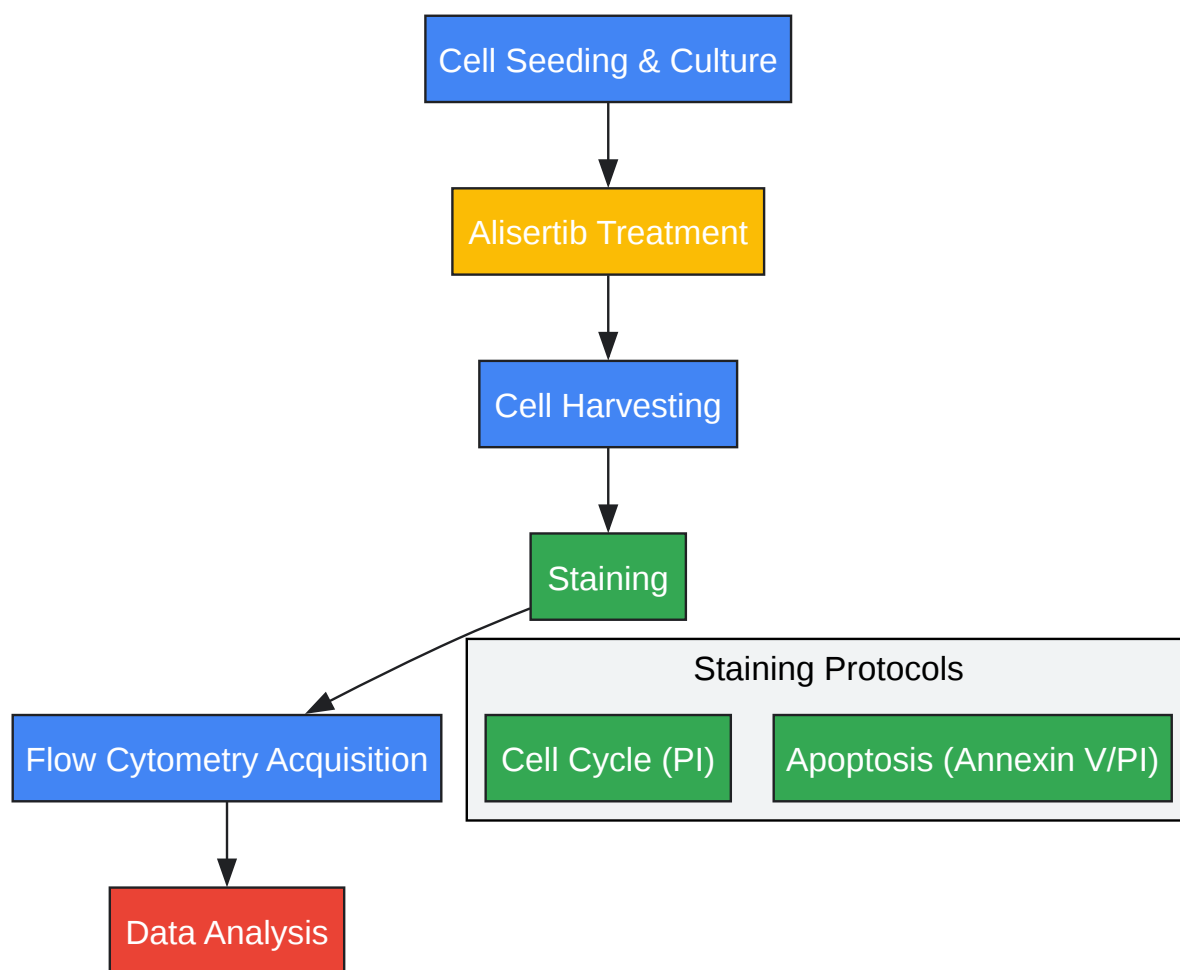 Cell Seeding & Culture
Alisertib Treatment
Cell Harvesting
Staining
Staining Protocols
Flow Cytometry Acquisition
Cell Cycle (PI)
Apoptosis (Annexin V/PI)
Data Analysis